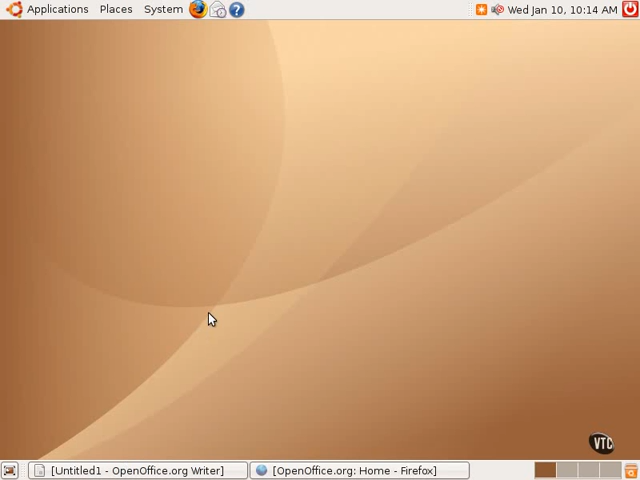 Applications Places System Wed Jan 10, 10:14 AM
VTC
[Untitled1 - OpenOffice.org Writer] [OpenOffice.org: Home - Firefox]